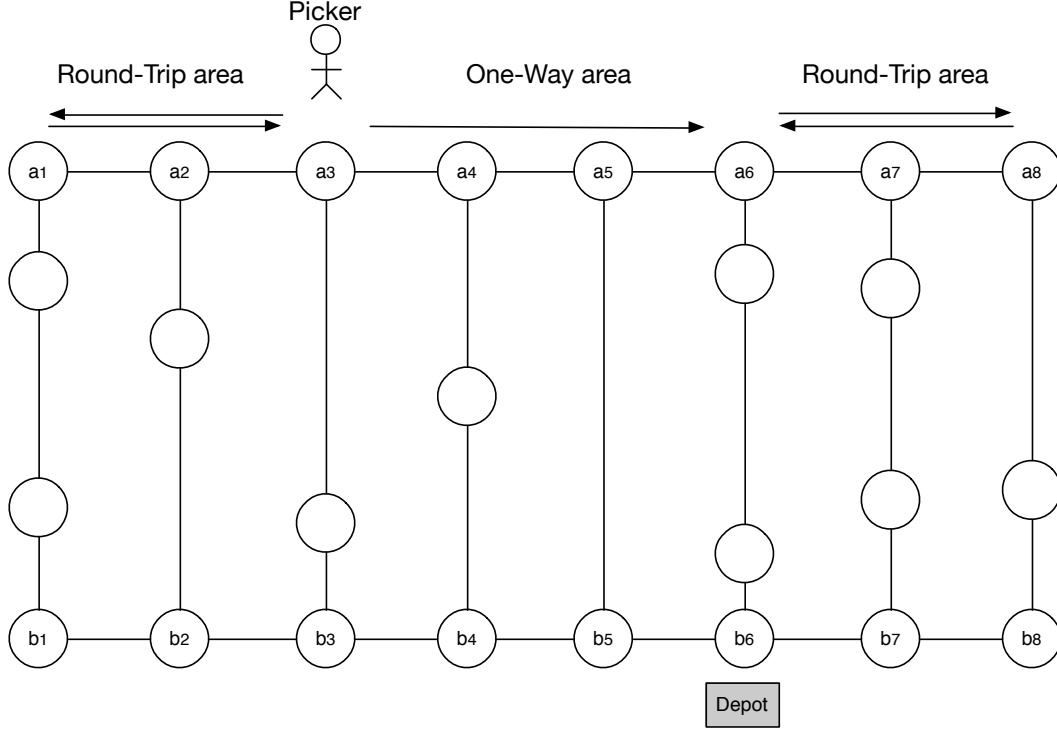 Picker
Round-Trip area
One-Way area
Round-Trip area
a1 a2 a3 a4 a5 a6 a7 a8
b1 b2 b3 b4 b5 b6 b7 b8
Depot